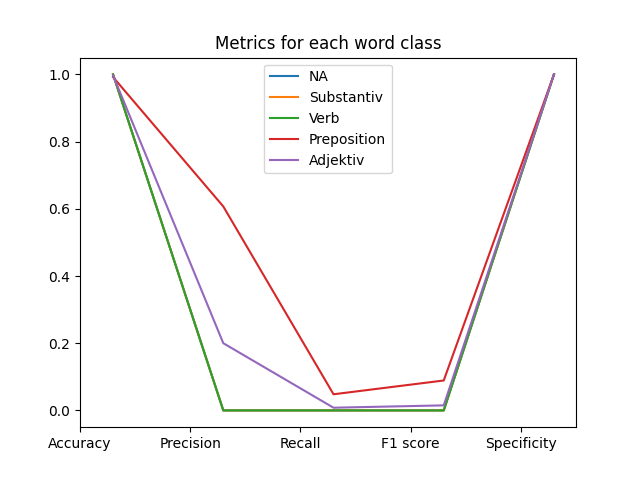 Metrics for each word class
NA
Substantiv
Verb
Preposition
Adjektiv
1.0
0.8
0.6
0.4
0.2
0.0
Accuracy Precision Recall F1 score Specificity